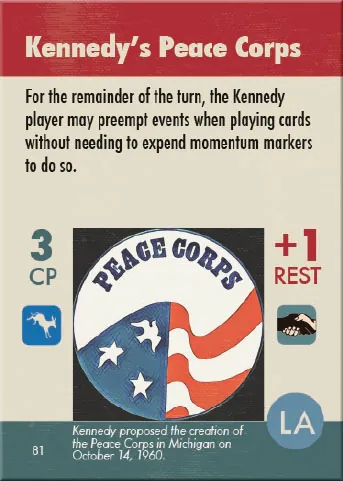 Kennedy's Peace Corps
For the remainder of the turn, the Kennedy
player may preempt events when playing cards
without needing to expend momentum markers
to do so.
3
CP
+1
REST
PEACE CORPS
LA
81
Kennedy proposed the creation of
the Peace Corps in Michigan on
October 14, 1960.